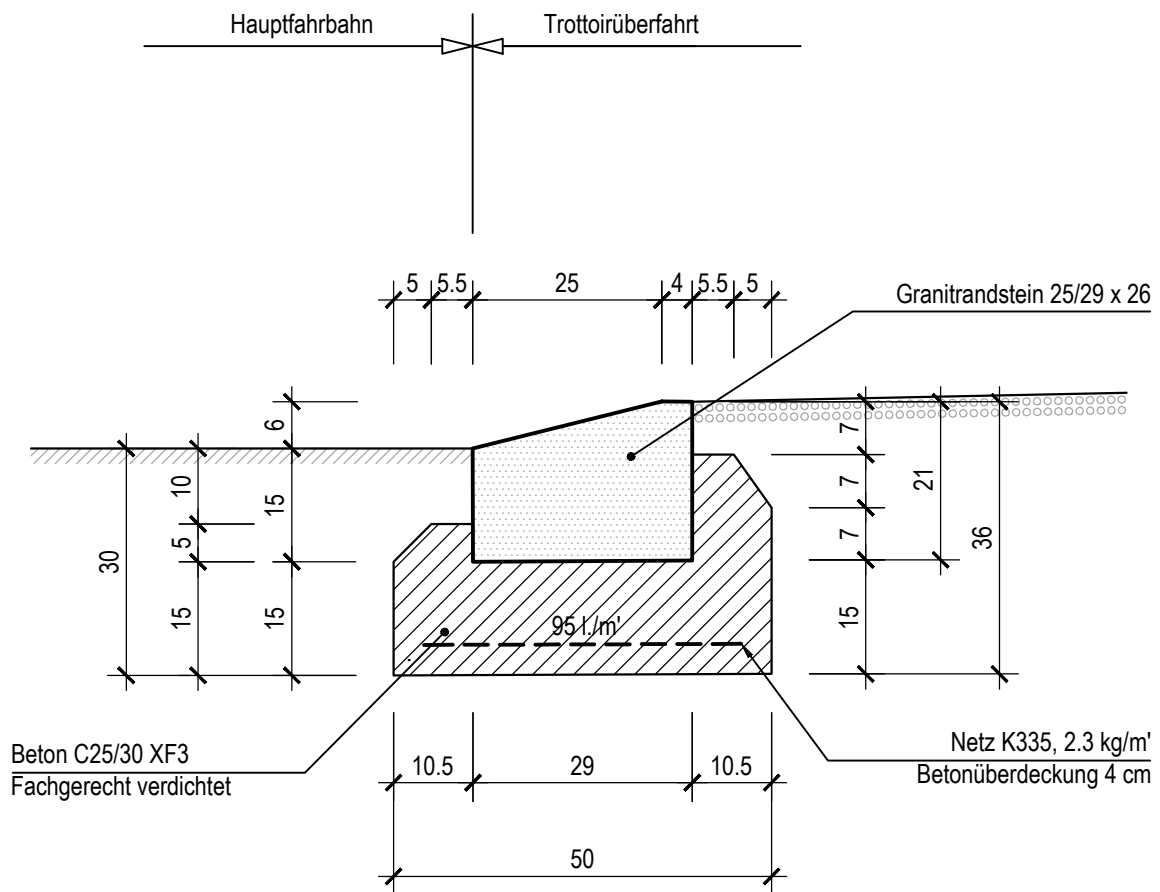 Hauptfahrbahn Trottoirüberfahrt
5 5.5 25 4 5.5 5
Granitrandstein 25/29 x 26
6
7
10
15
7
21
30
5
7
36
15
15
95 l./m'
15
Beton C25/30 XF3
Fachgerecht verdichtet
Netz K335, 2.3 kg/m'
Betonüberdeckung 4 cm
10.5 29 10.5
50